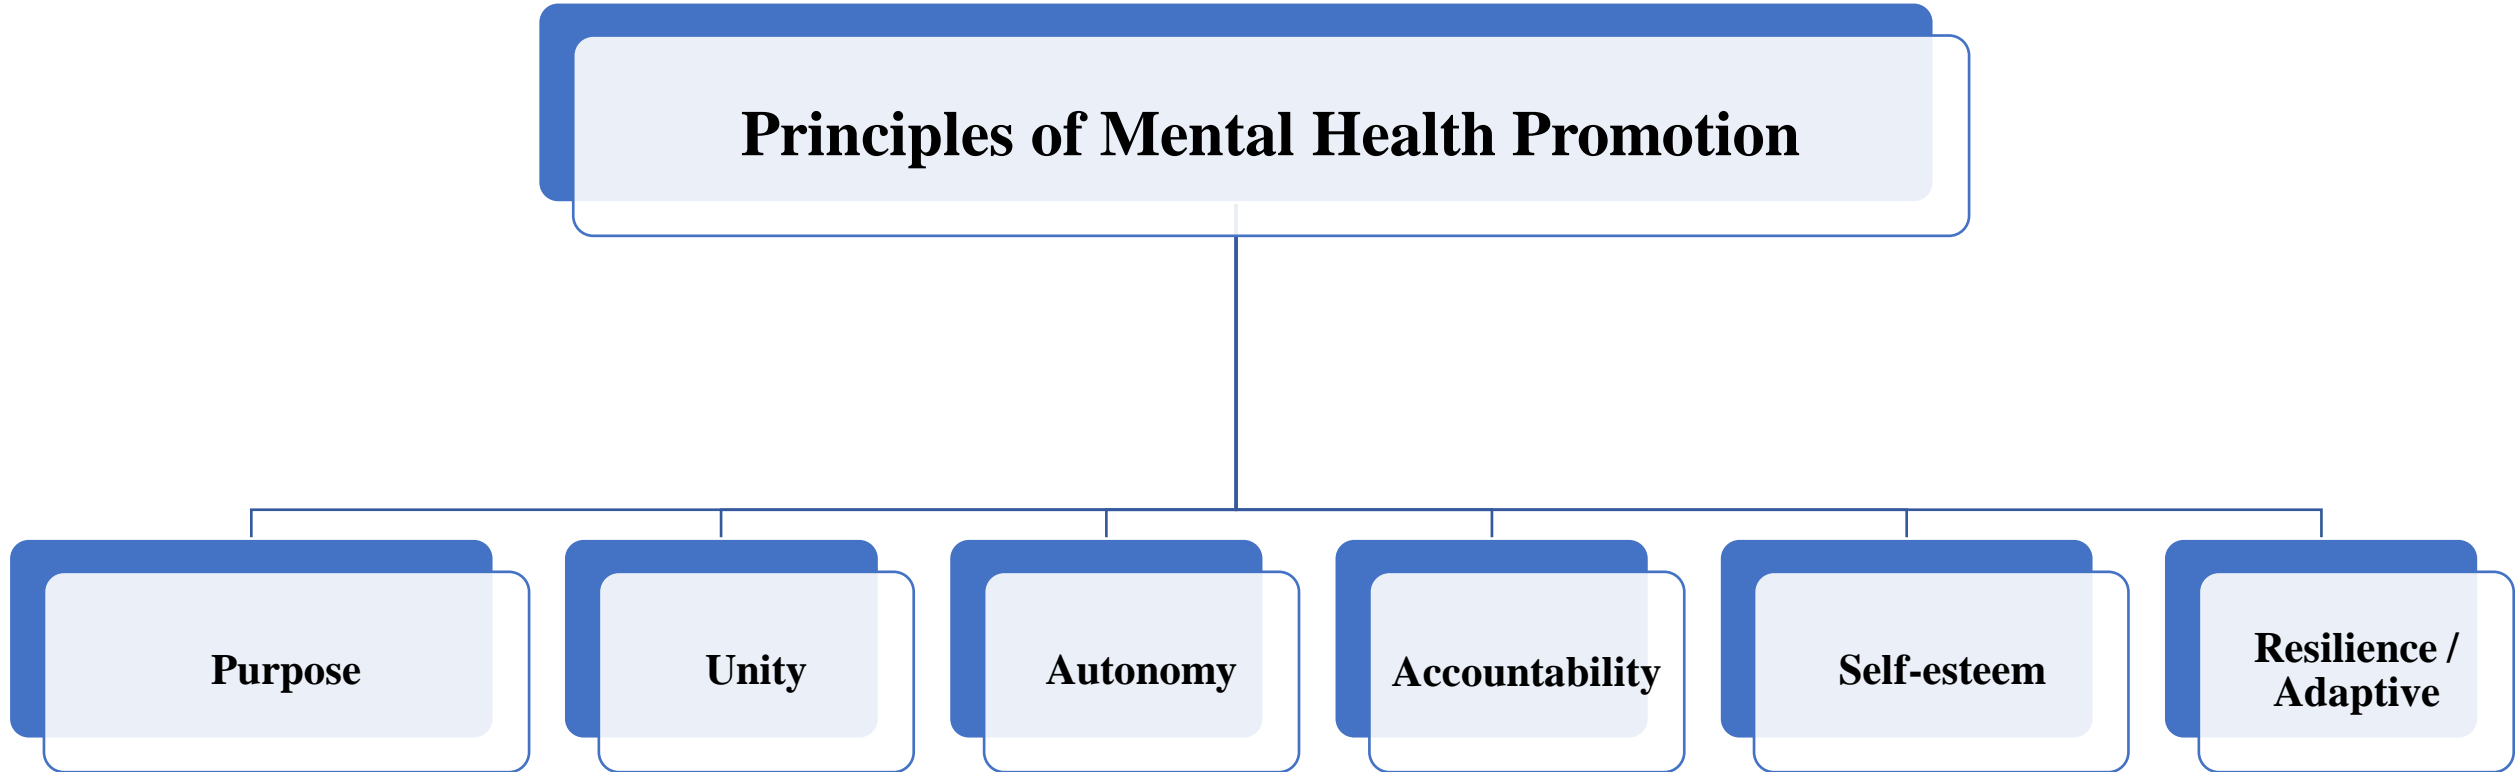 Principles of Mental Health Promotion
Purpose
Unity
Autonomy
Accountability
Self-esteem
Resilience /
Adaptive